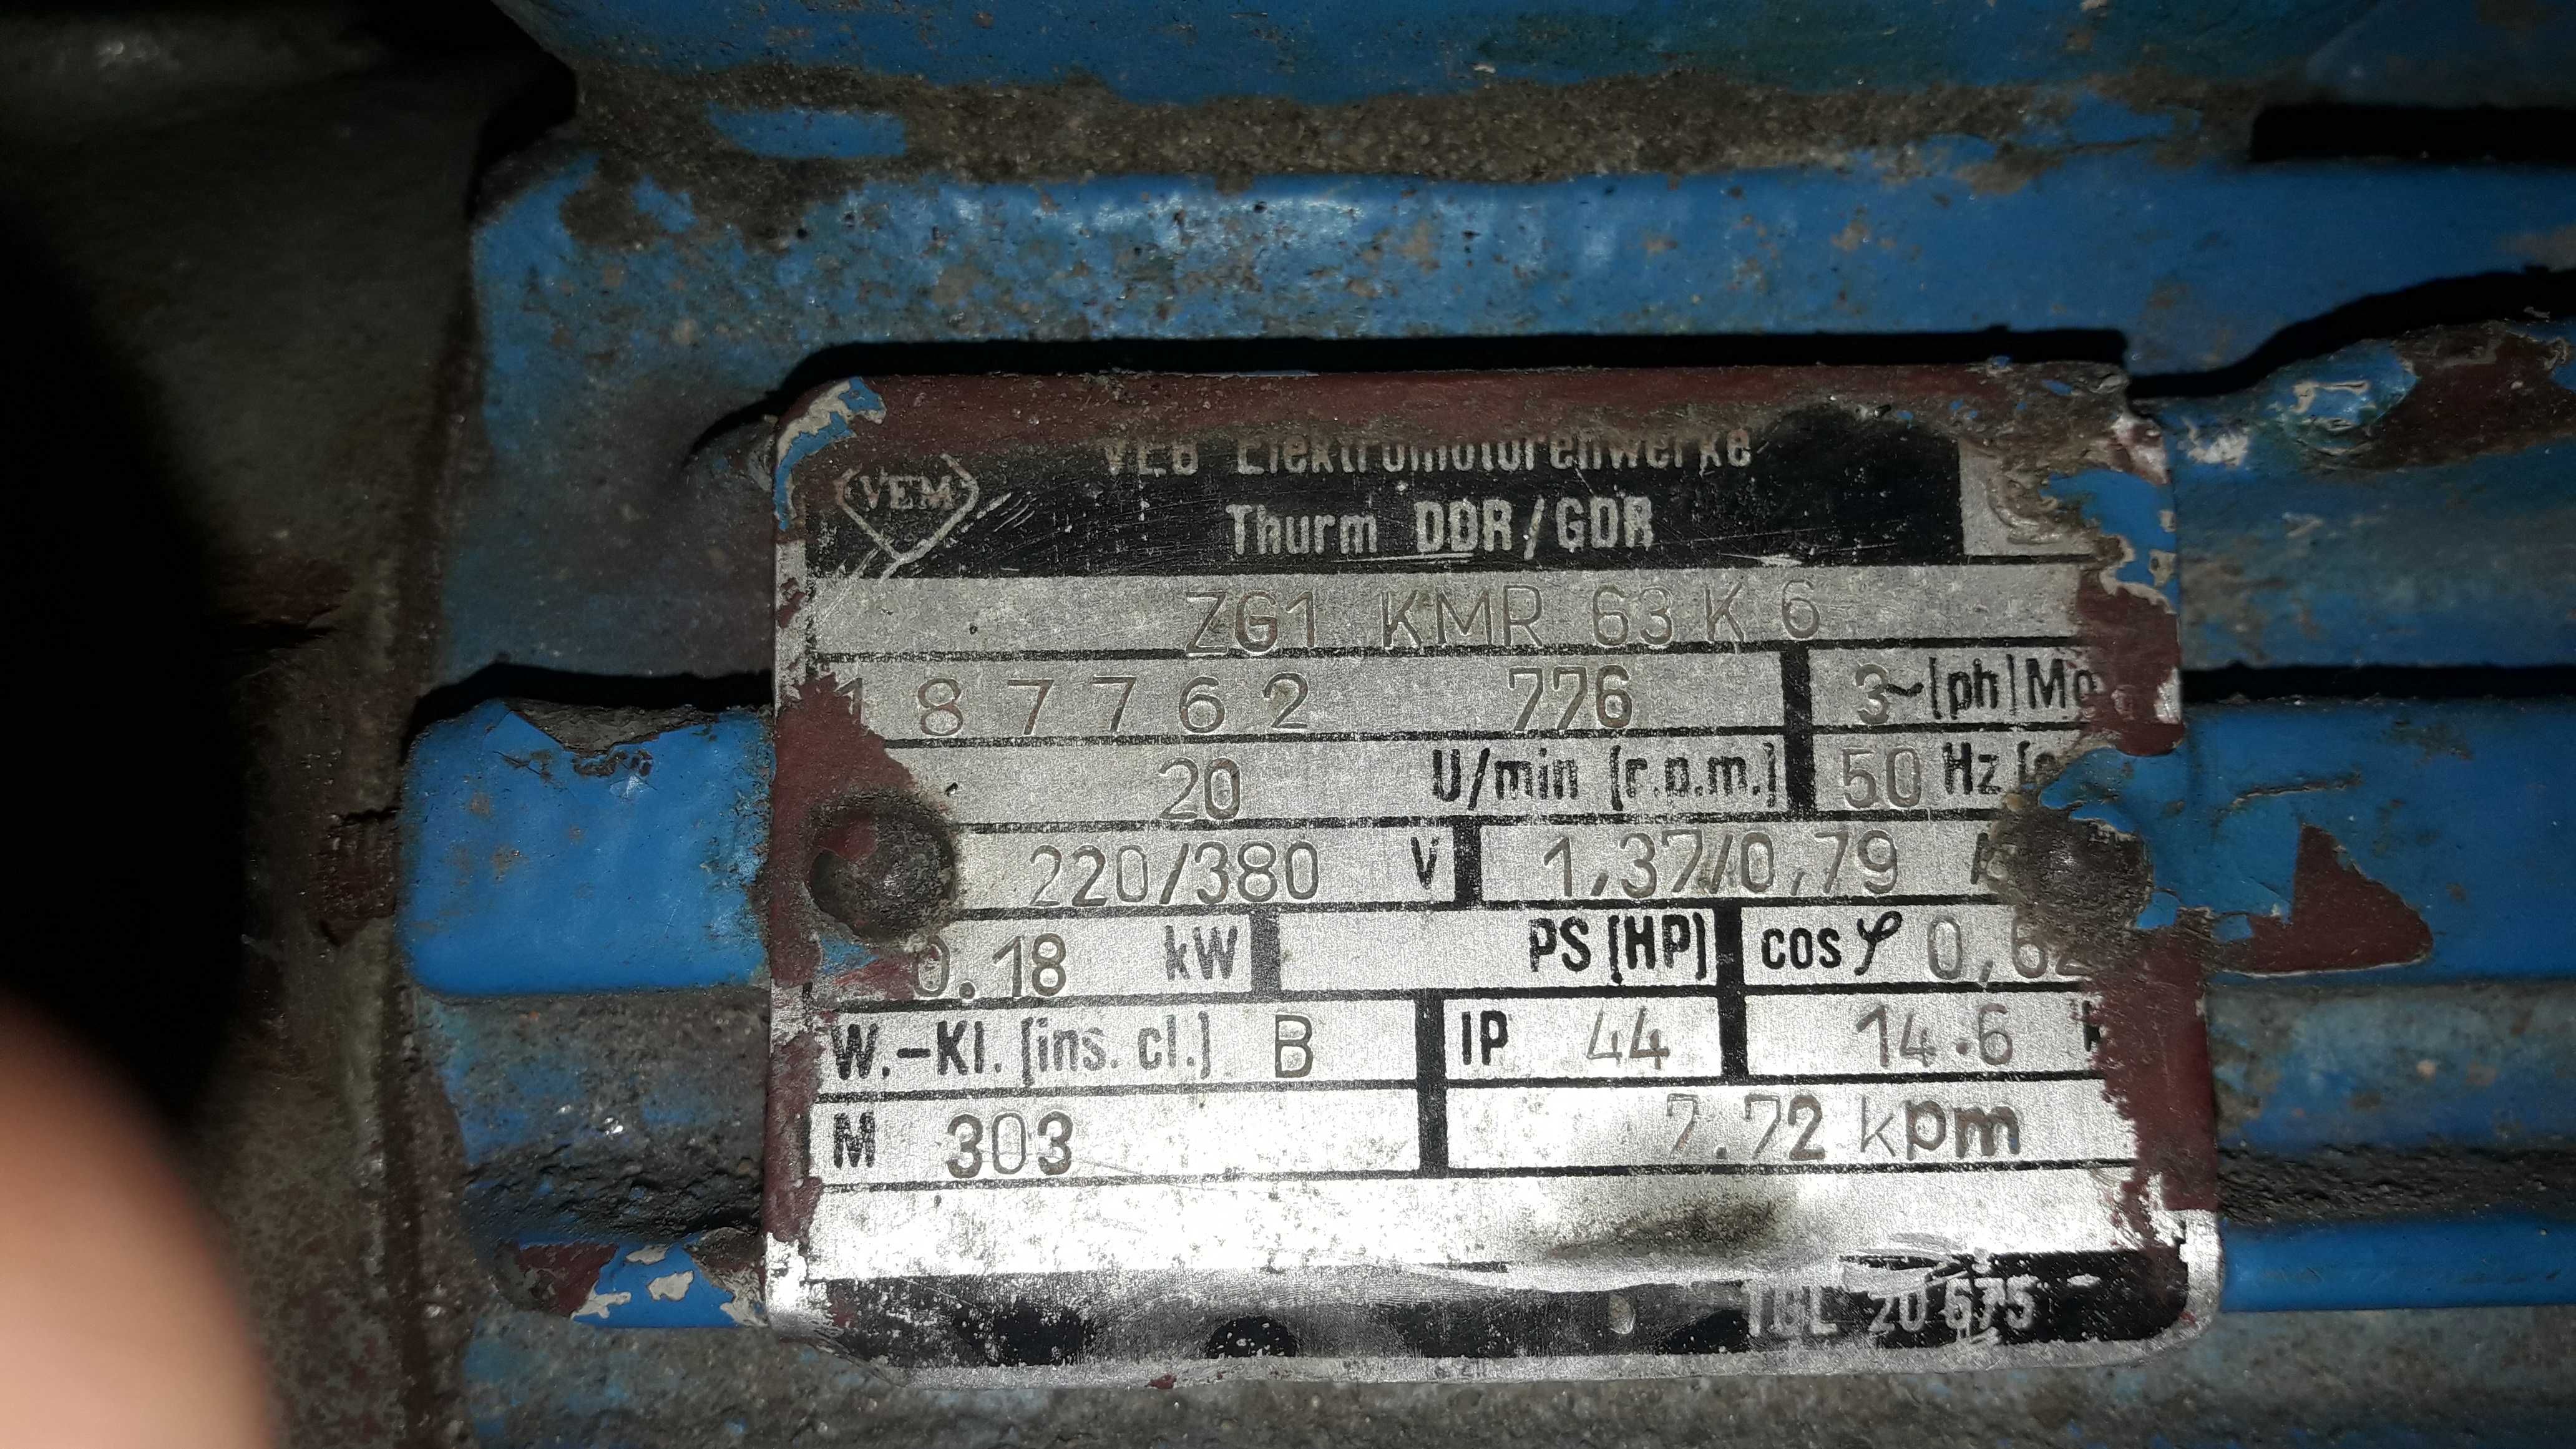 VEM
VEB Elektromotorenwerke
Thurm DDR/GDR
ZG1 KMR 63 K 6
187762 776 3~[ph]
20 U/min [r.p.m.] 50 Hz
220/380 V 1,37/0,79
0.18 kW PS[HP] cos φ 0,62
W.-Kl. [ins. cl.] B IP 44 14.6
M 303 7.72 kpm
TGL 20 675